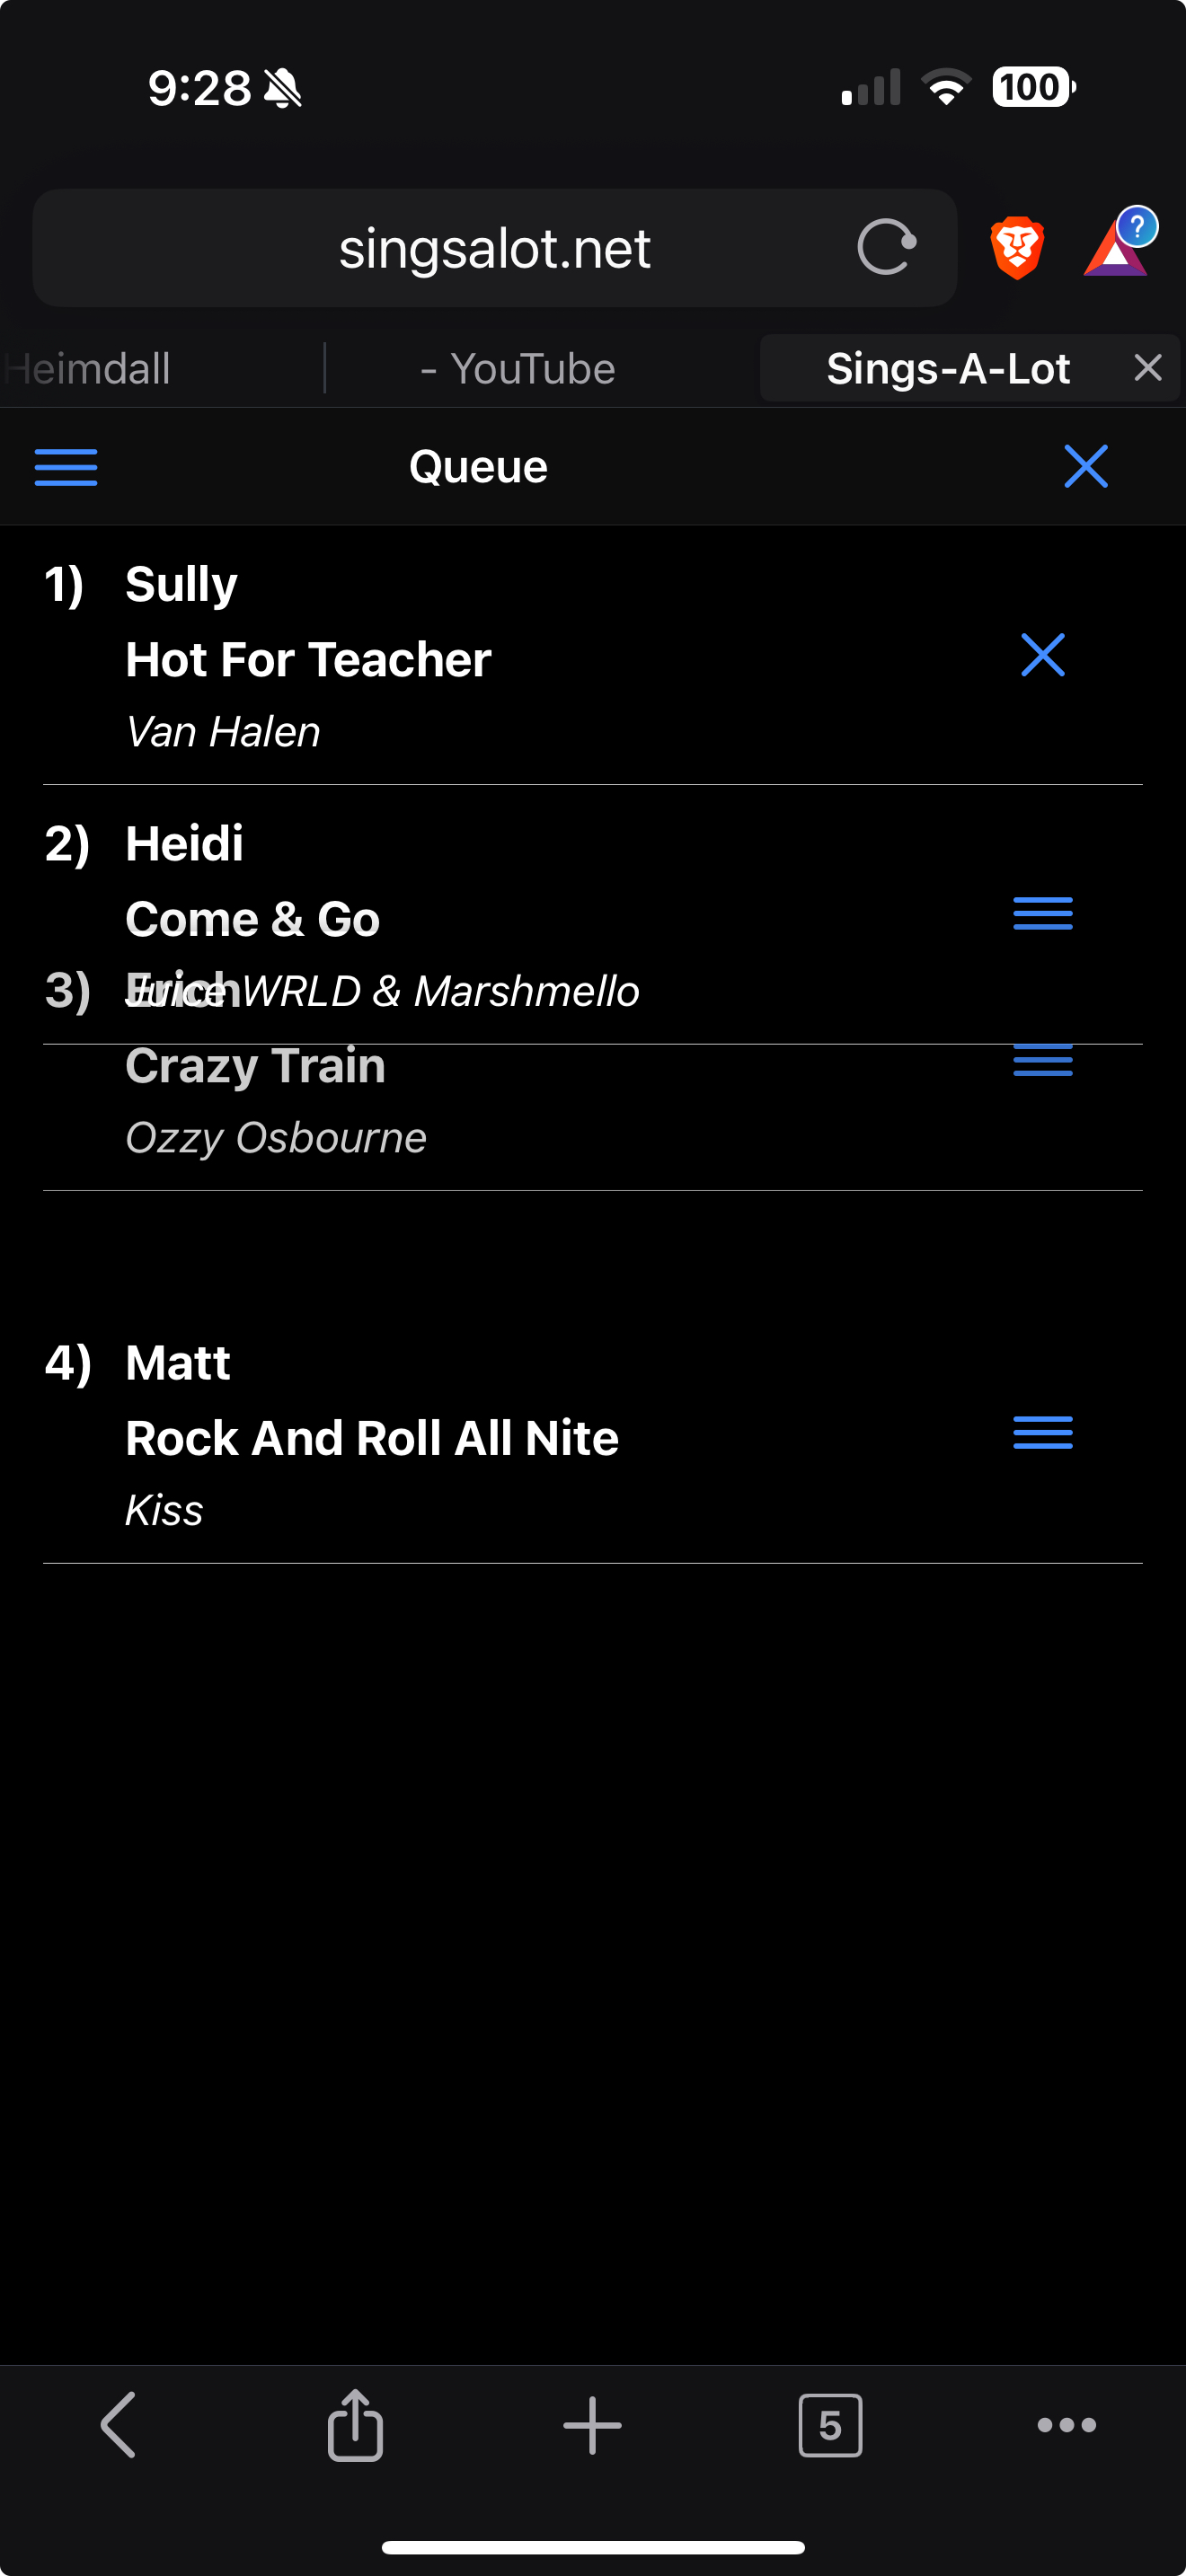 9:28
100
singsalot.net
?
Heimdall
- YouTube
Sings-A-Lot
Queue
1) Sully
Hot For Teacher
Van Halen
2) Heidi
Come & Go
Juice WRLD & Marshmello
3) Erich
Crazy Train
Ozzy Osbourne
4) Matt
Rock And Roll All Nite
Kiss
5